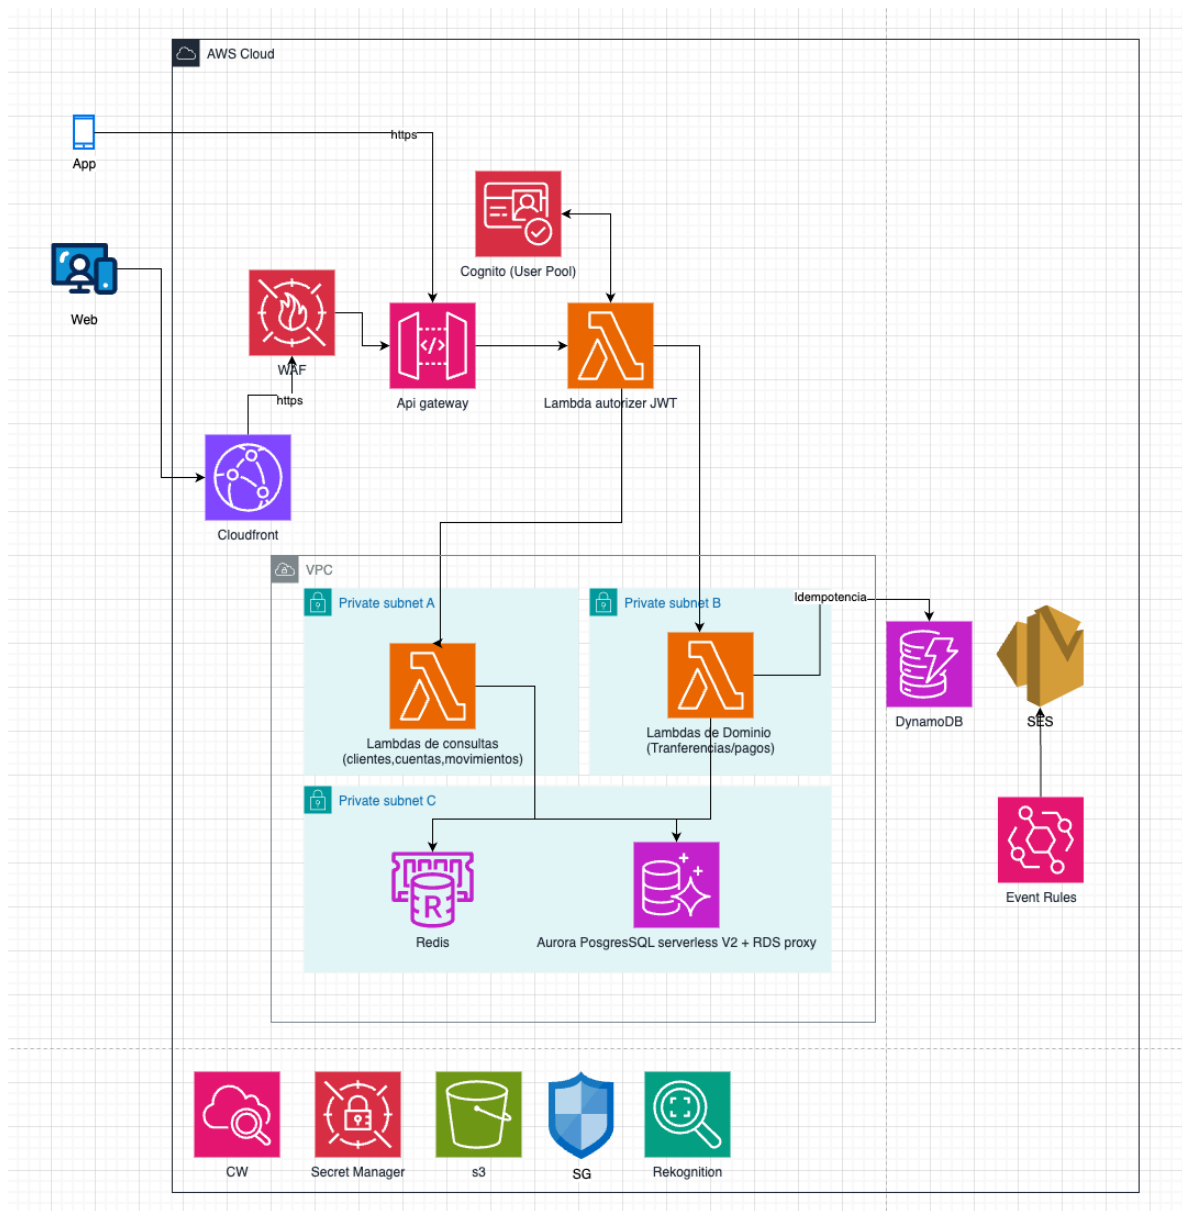 AWS Cloud
https
App
Cognito (User Pool)
Web
WAF
https
Api gateway
Lambda autorizer JWT
Cloudfront
VPC
Private subnet A
Private subnet B
Idempotencia
Lambdas de consultas
(clientes,cuentas,movimientos)
Lambdas de Dominio
(Tranferencias/pagos)
DynamoDB
SES
Private subnet C
R
Redis
Aurora PosgresSQL serverless V2 + RDS proxy
Event Rules
CW
Secret Manager
s3
SG
Rekognition